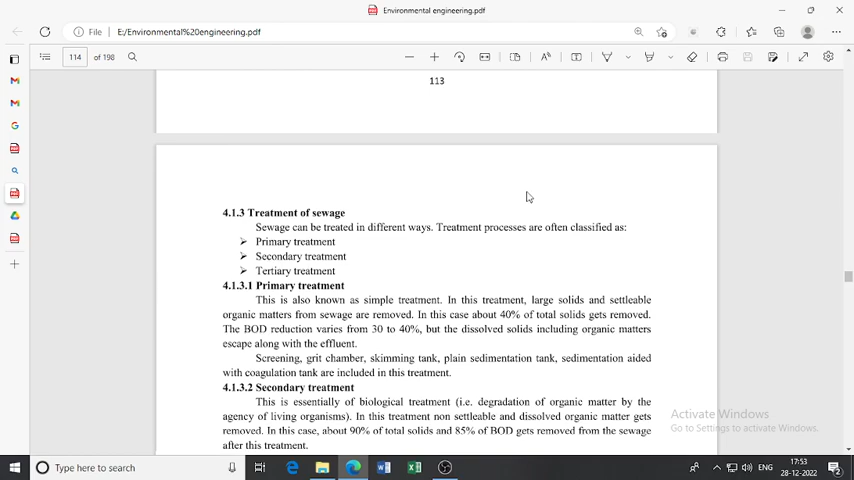 Environmental engineering.pdf
File E:/Environmental%20engineering.pdf
114 of 198
113
4.1.3 Treatment of sewage
Sewage can be treated in different ways. Treatment processes are often classified as:
➢ Primary treatment
➢ Secondary treatment
➢ Tertiary treatment
4.1.3.1 Primary treatment
This is also known as simple treatment. In this treatment, large solids and settleable
organic matters from sewage are removed. In this case about 40% of total solids gets removed.
The BOD reduction varies from 30 to 40%, but the dissolved solids including organic matters
escape along with the effluent.
Screening, grit chamber, skimming tank, plain sedimentation tank, sedimentation aided
with coagulation tank are included in this treatment.
4.1.3.2 Secondary treatment
This is essentially of biological treatment (i.e. degradation of organic matter by the
agency of living organisms). In this treatment non settleable and dissolved organic matter gets
removed. In this case, about 90% of total solids and 85% of BOD gets removed from the sewage
after this treatment.
Activate Windows
Go to Settings to activate Windows.
Type here to search
ENG
17:53
28-12-2022
2